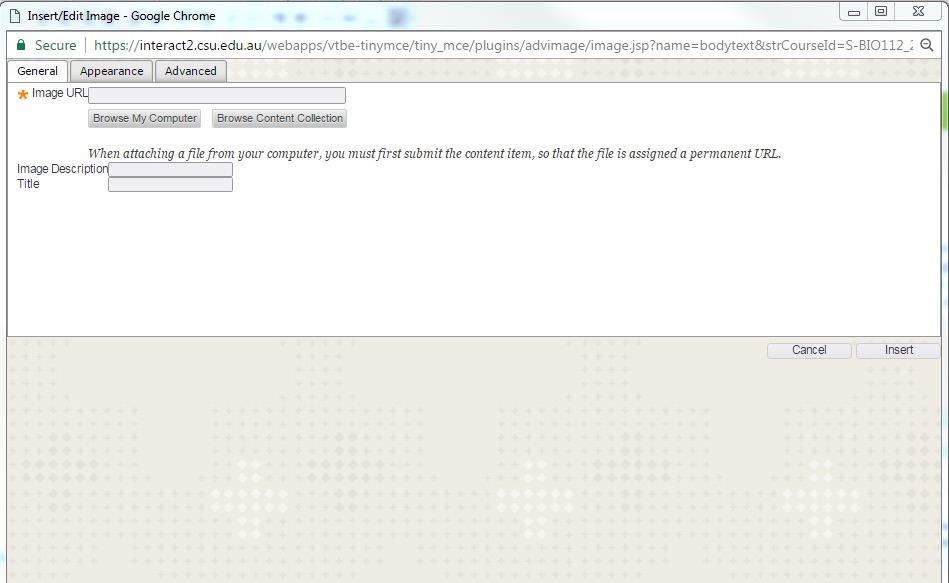 Insert/Edit Image - Google Chrome
Secure https://interact2.csu.edu.au/webapps/vtbe-tinymce/tiny_mce/plugins/advimage/image.jsp?name=bodytext&strCourseId=S-BIO112_2
General Appearance Advanced
* Image URL
Browse My Computer Browse Content Collection
When attaching a file from your computer, you must first submit the content item, so that the file is assigned a permanent URL.
Image Description
Title
Cancel Insert